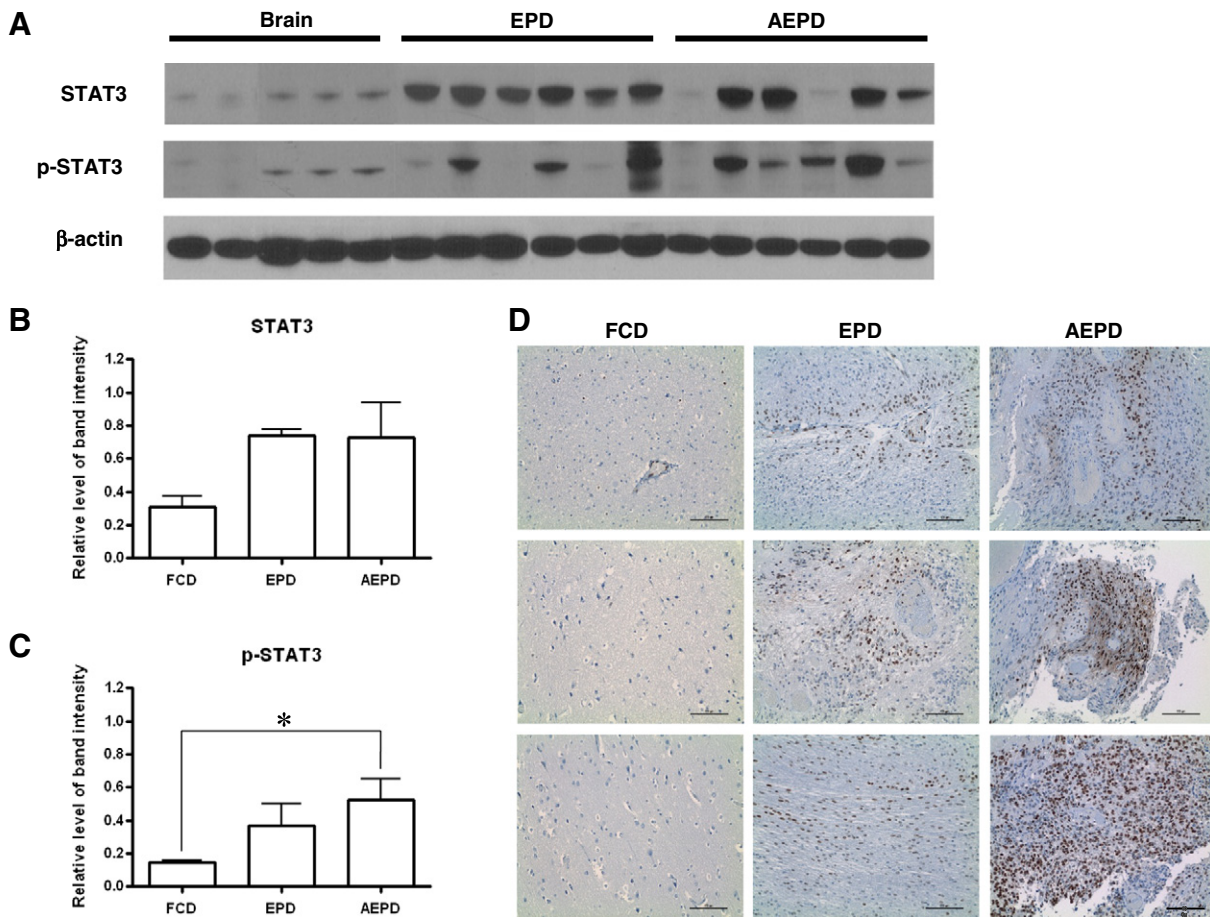 A
Brain EPD AEPD
STAT3
p-STAT3
β-actin
B
STAT3
Relative level of band intensity
1.2
1.0
0.8
0.6
0.4
0.2
0.0
FCD EPD AEPD
C
p-STAT3
Relative level of band intensity
1.2
1.0
0.8
0.6
0.4
0.2
0.0
*
FCD EPD AEPD
D
FCD EPD AEPD